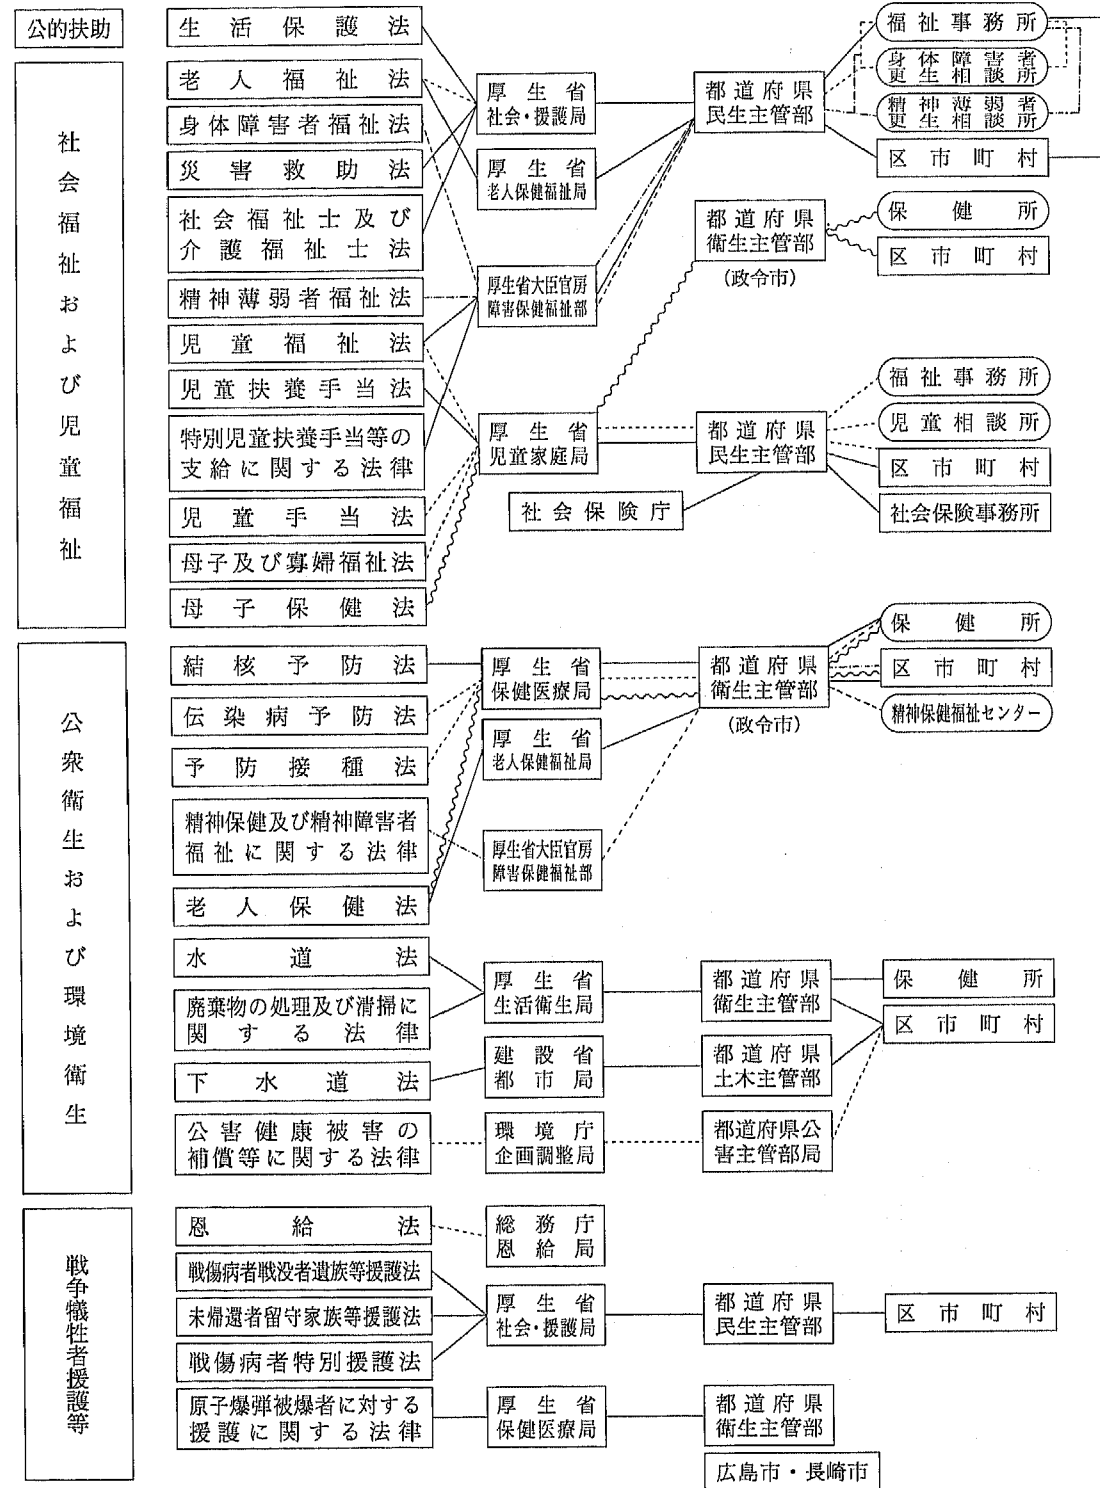 公的扶助
生活保護法
社会福祉および児童福祉
老人福祉法
身体障害者福祉法
災害救助法
社会福祉士及び
介護福祉士法
精神薄弱者福祉法
児童福祉法
児童扶養手当法
特別児童扶養手当等の
支給に関する法律
児童手当法
母子及び寡婦福祉法
母子保健法
厚生省
社会・援護局
厚生省
老人保健福祉局
厚生省大臣官房
障害保健福祉部
厚生省
児童家庭局
社会保険庁
都道府県
民生主管部
都道府県
衛生主管部
(政令市)
都道府県
民生主管部
福祉事務所
身体障害者
更生相談所
精神薄弱者
更生相談所
区市町村
保健所
区市町村
福祉事務所
児童相談所
区市町村
社会保険事務所
公衆衛生および環境衛生
結核予防法
伝染病予防法
予防接種法
精神保健及び精神障害者
福祉に関する法律
老人保健法
水道法
廃棄物の処理及び清掃に
関する法律
下水道法
公害健康被害の
補償等に関する法律
厚生省
保健医療局
厚生省
老人保健福祉局
厚生省大臣官房
障害保健福祉部
厚生省
生活衛生局
建設省
都市局
環境庁
企画調整局
都道府県
衛生主管部
(政令市)
都道府県
衛生主管部
都道府県
土木主管部
都道府県公
害主管部局
保健所
区市町村
精神保健福祉センター
保健所
区市町村
戦争犠牲者援護等
恩給法
戦傷病者戦没者遺族等援護法
未帰還者留守家族等援護法
戦傷病者特別援護法
原子爆弾被爆者に対する
援護に関する法律
総務庁
恩給局
厚生省
社会・援護局
厚生省
保健医療局
都道府県
民生主管部
都道府県
衛生主管部
広島市・長崎市
区市町村